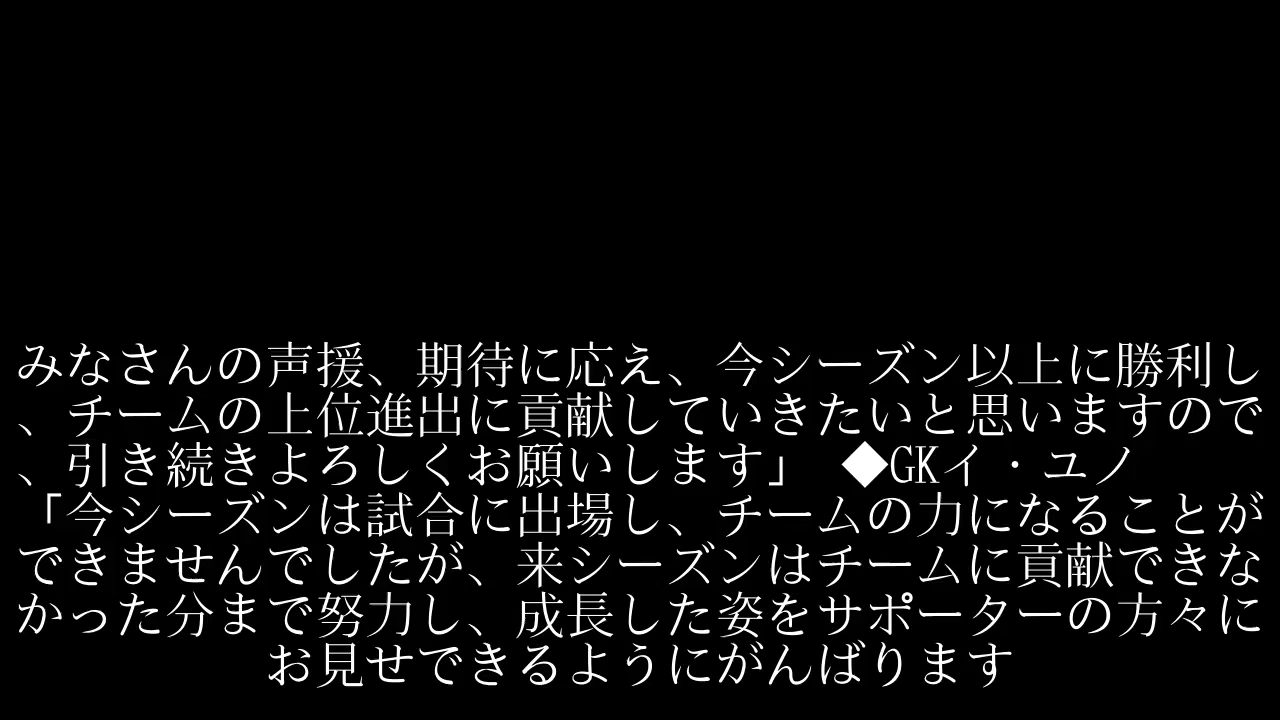 みなさんの声援、期待に応え、今シーズン以上に勝利し
、チームの上位進出に貢献していきたいと思いますので
、引き続きよろしくお願いします」 ◆GKイ・ユノ
「今シーズンは試合に出場し、チームの力になることが
できませんでしたが、来シーズンはチームに貢献できな
かった分まで努力し、成長した姿をサポーターの方々に
お見せできるようにがんばります